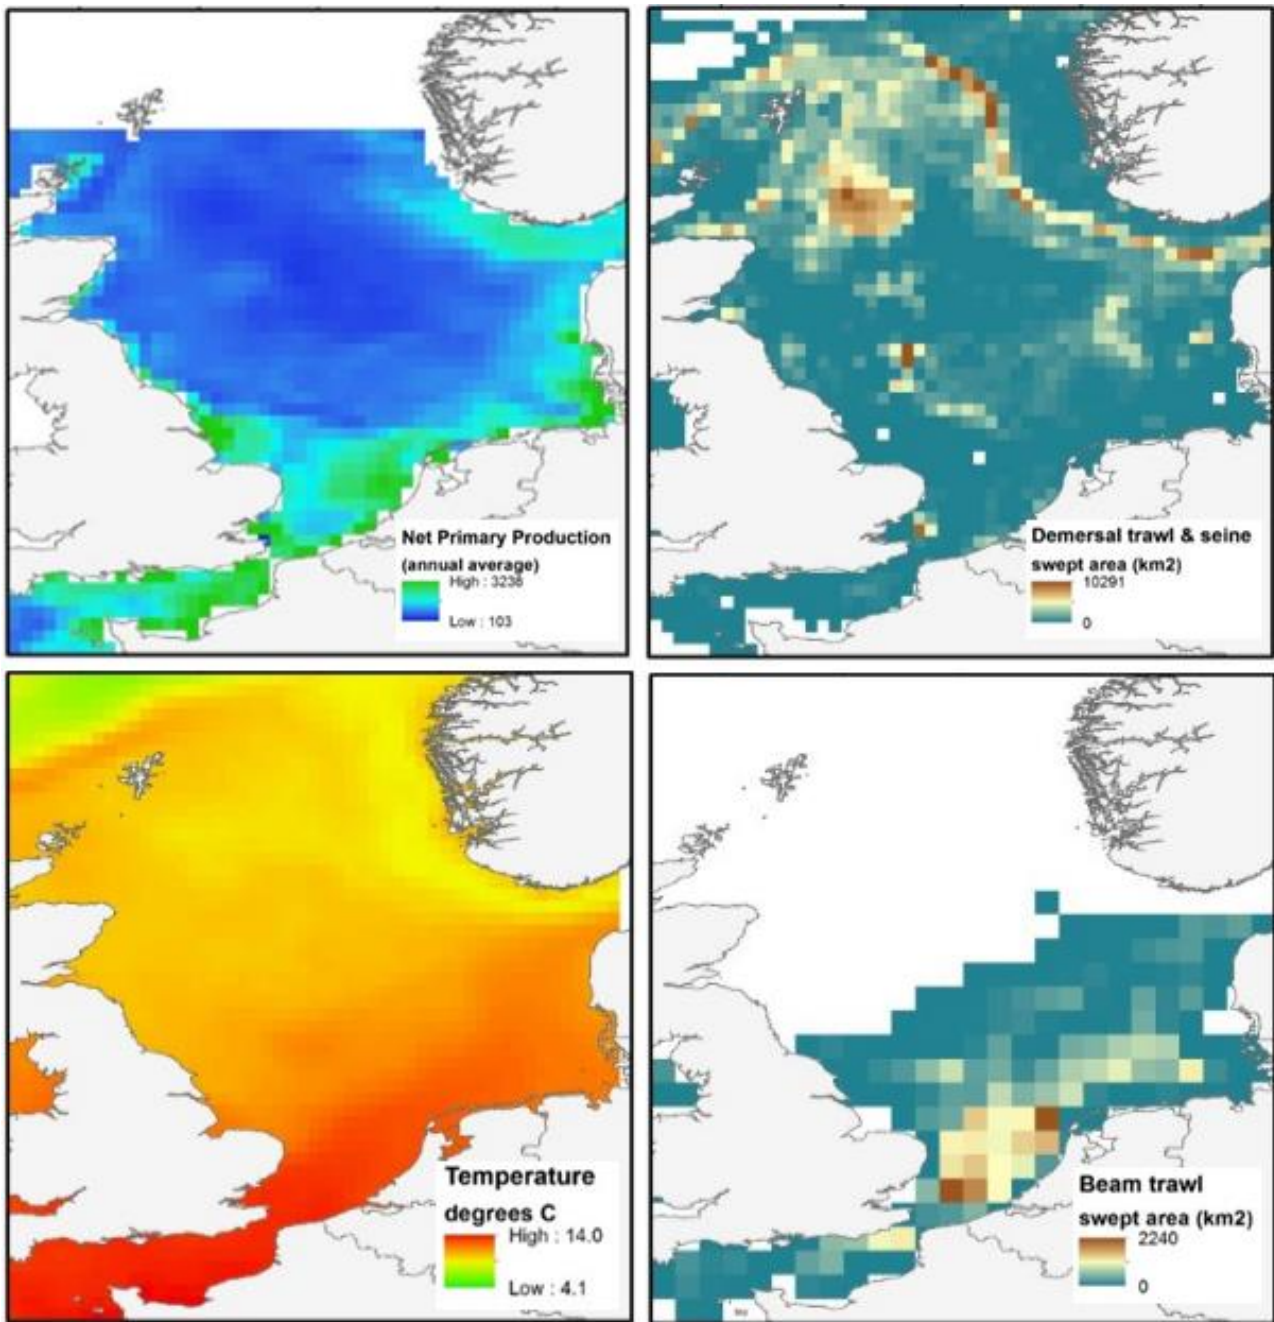 Net Primary Production
(annual average)
High : 3238
Low : 103
Demersal trawl & seine
swept area (km2)
10291
0
Temperature
degrees C
High : 14.0
Low : 4.1
Beam trawl
swept area (km2)
2240
0